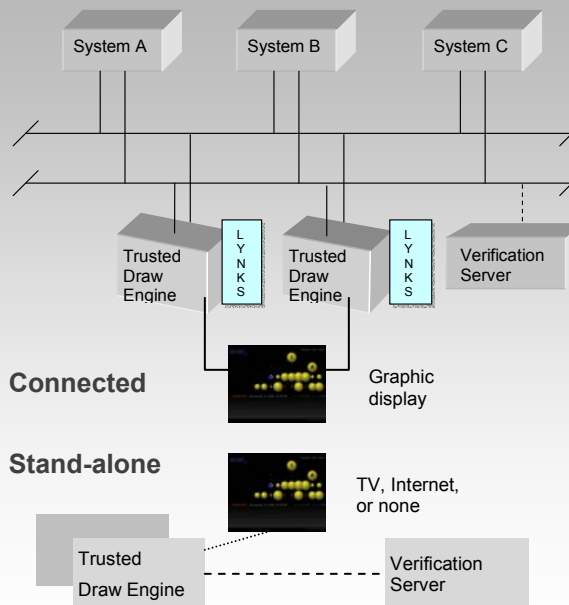 System A
System B
System C
Trusted
Draw
Engine
L
Y
N
K
S
Trusted
Draw
Engine
L
Y
N
K
S
Verification
Server
Connected
Graphic
display
Stand-alone
TV, Internet,
or none
Trusted
Draw Engine
Verification
Server